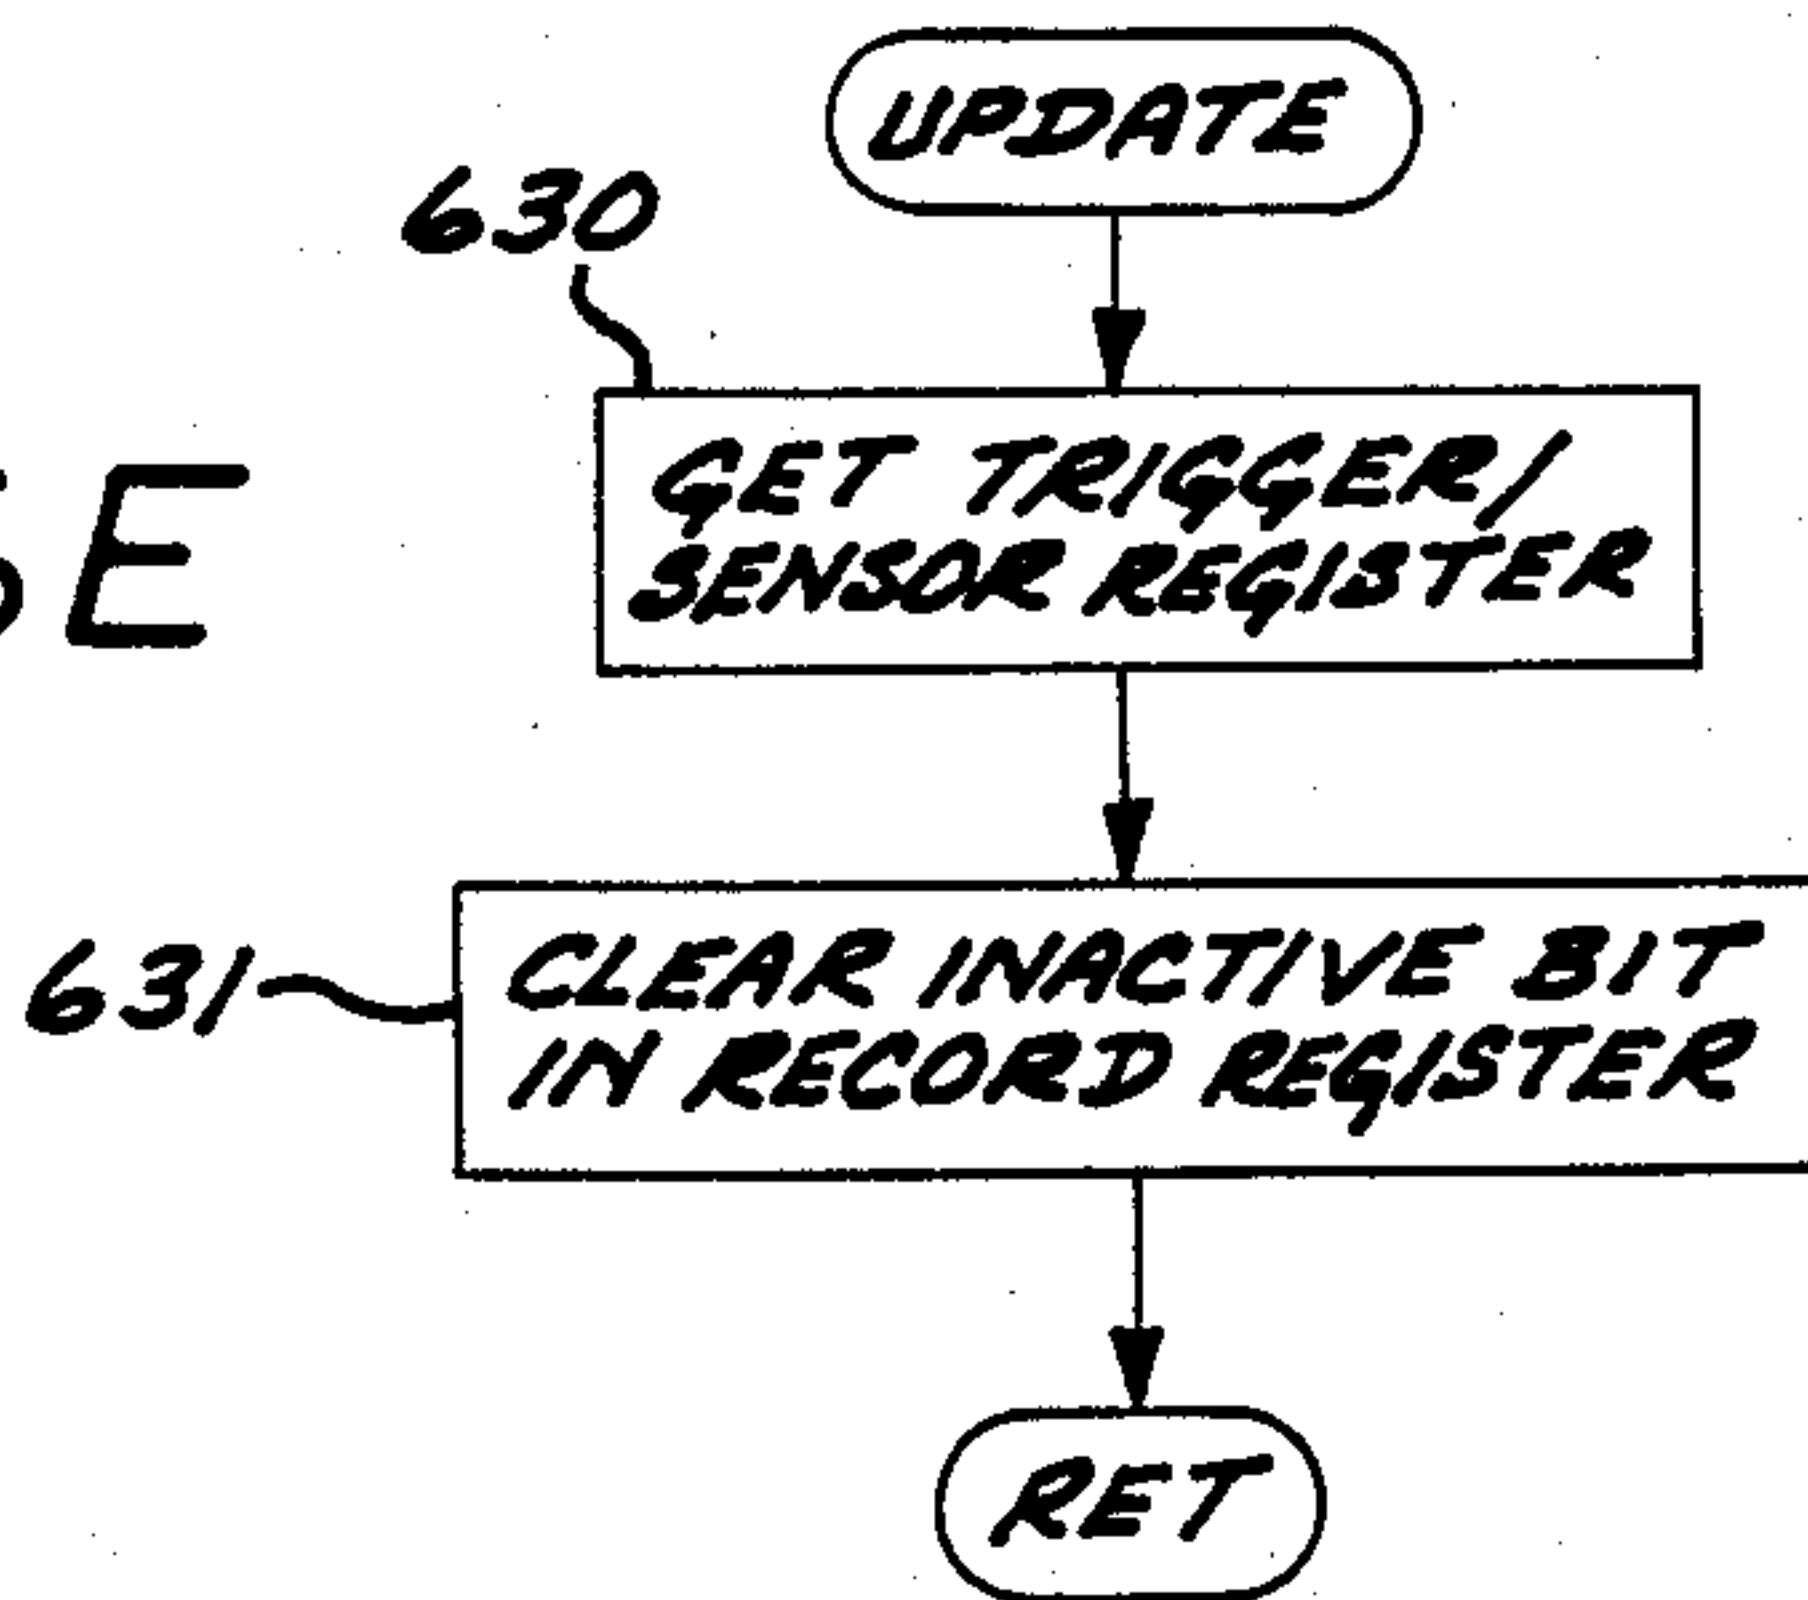 UPDATE
630
GET TRIGGER/
SENSOR REGISTER
E
631
CLEAR INACTIVE BIT
IN RECORD REGISTER
RET